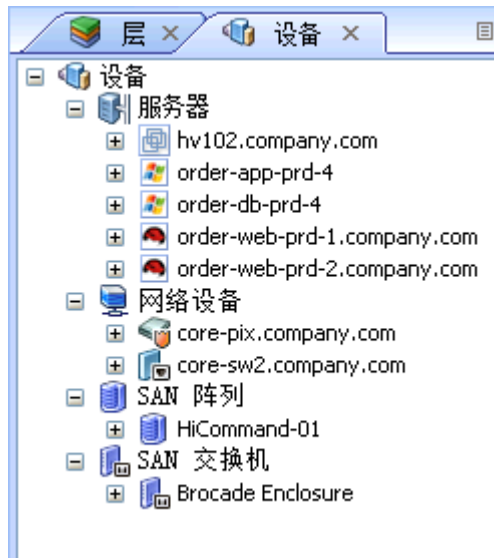 层 设备
设备
服务器
hv102.company.com
order-app-prd-4
order-db-prd-4
order-web-prd-1.company.com
order-web-prd-2.company.com
网络设备
core-pix.company.com
core-sw2.company.com
SAN 阵列
HiCommand-01
SAN 交换机
Brocade Enclosure